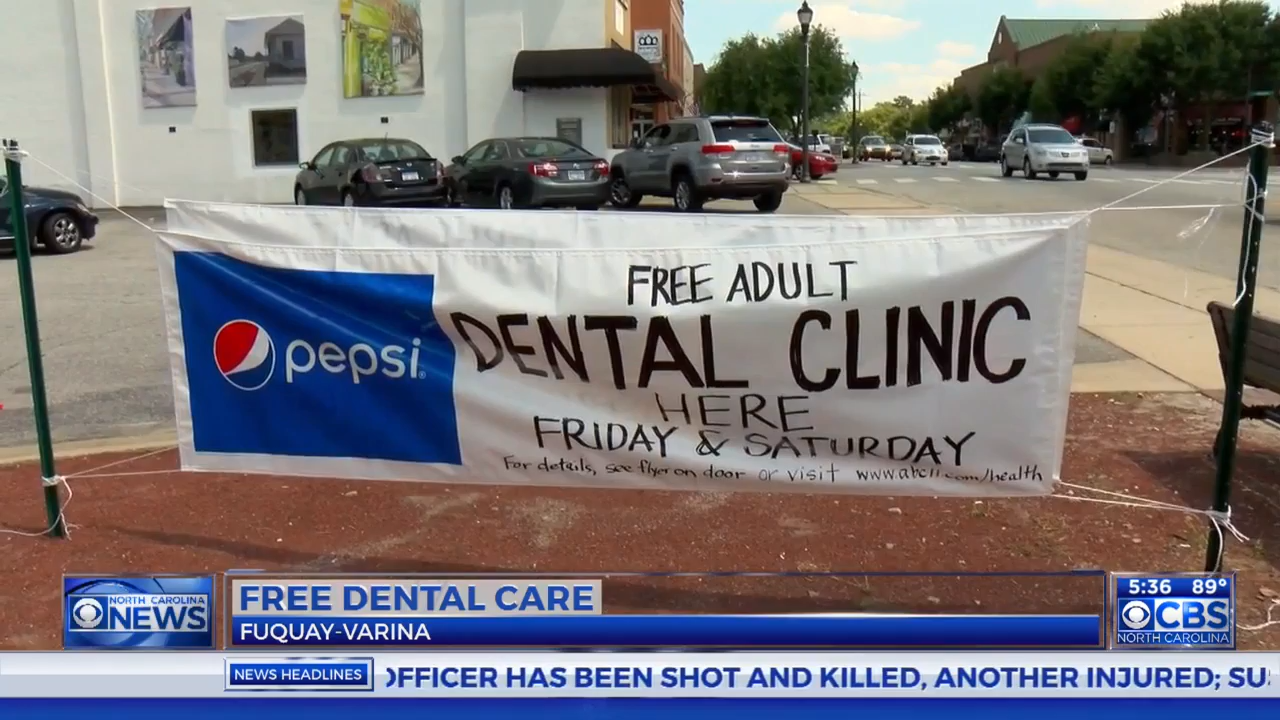 pepsi
FREE ADULT
DENTAL CLINIC
HERE
FRIDAY & SATURDAY
For details, see flyer on door or visit www.abc11.com/health
NORTH CAROLINA
NEWS
FREE DENTAL CARE
FUQUAY-VARINA
5:36 89°
CBS
NORTH CAROLINA
NEWS HEADLINES
OFFICER HAS BEEN SHOT AND KILLED, ANOTHER INJURED; SU